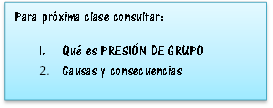 Para próxima clase consultar:
1. Qué es PRESIÓN DE GRUPO
2. Causas y consecuencias